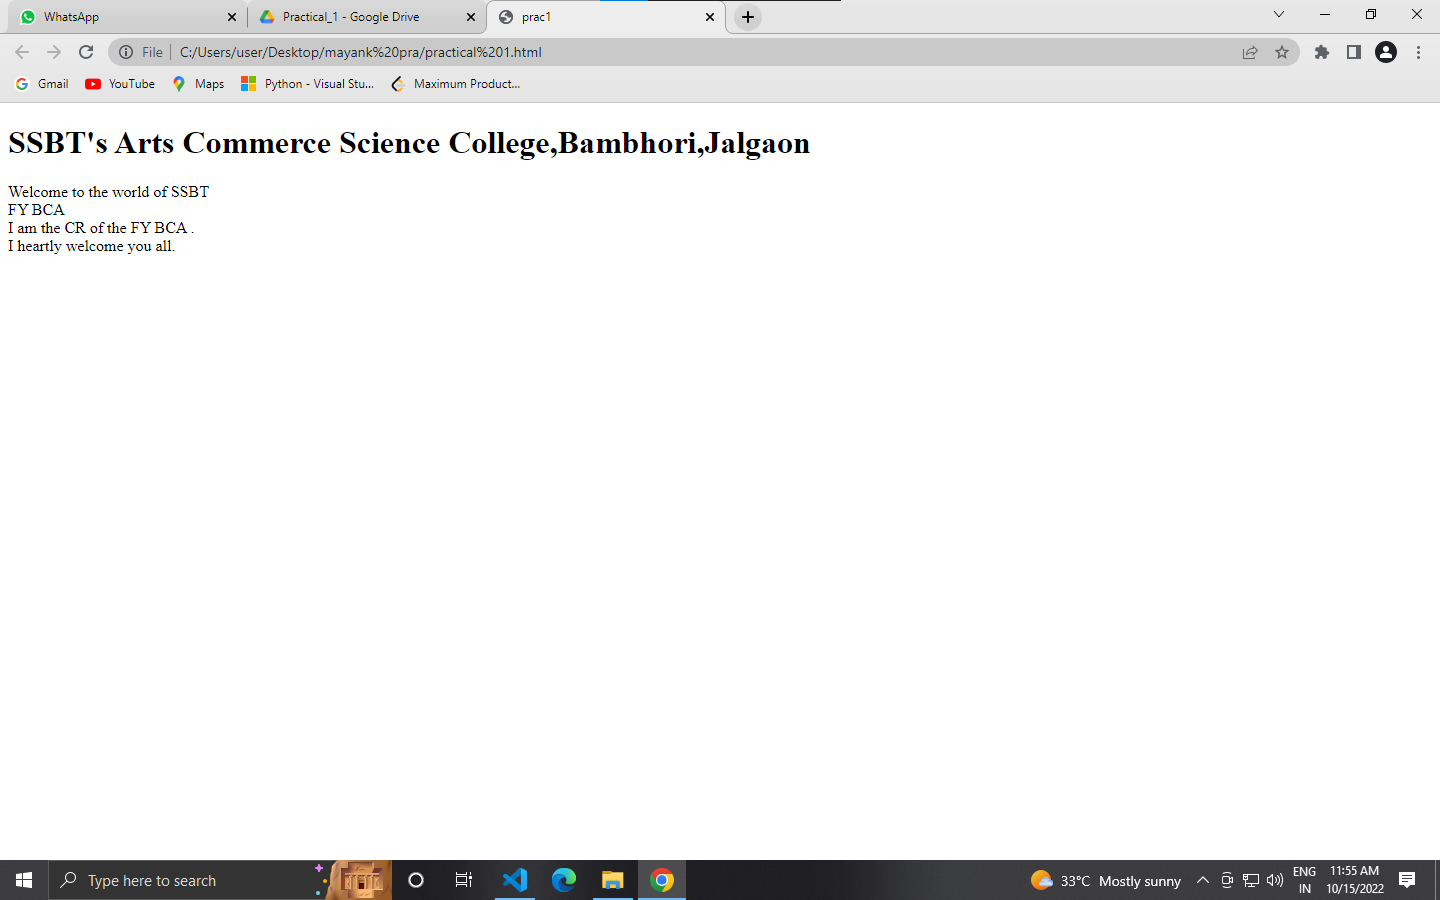 WhatsApp
Practical_1 - Google Drive
prac1
File
C:/Users/user/Desktop/mayank%20pra/practical%201.html
Gmail
YouTube
Maps
Python - Visual Stu...
Maximum Product...
SSBT's Arts Commerce Science College,Bambhori,Jalgaon
Welcome to the world of SSBT
FY BCA
I am the CR of the FY BCA .
I heartly welcome you all.
Type here to search
33°C Mostly sunny
ENG
IN
11:55 AM
10/15/2022